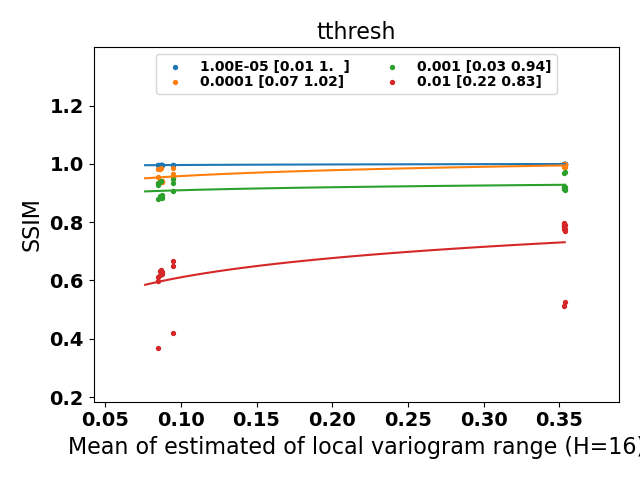 tthresh
1.00E-05 [0.01 1.  ]
0.0001 [0.07 1.02]
0.001 [0.03 0.94]
0.01 [0.22 0.83]
SSIM
1.2
1.0
0.8
0.6
0.4
0.2
0.05 0.10 0.15 0.20 0.25 0.30 0.35
Mean of estimated of local variogram range (H=16)